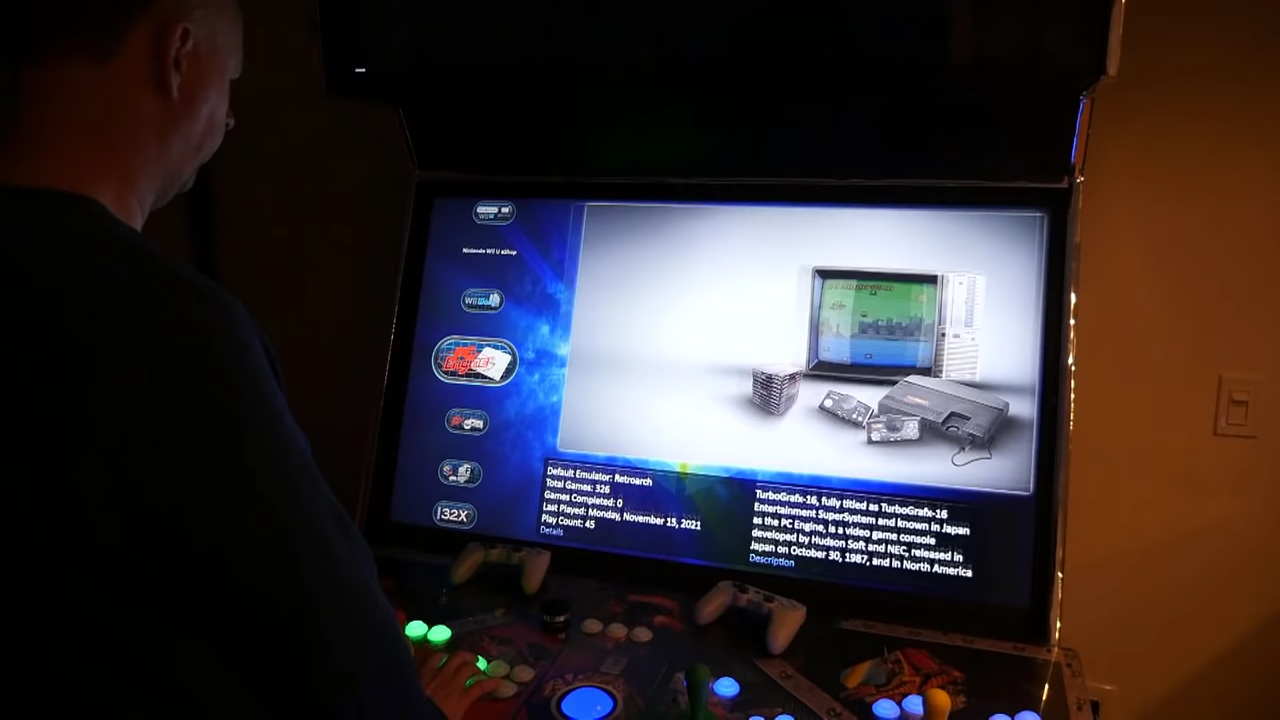 Wii U
Nintendo Wii U eShop
Engine
32X
Default Emulator: Retroarch
Total Games: 326
Games Completed: 0
Last Played: Monday, November 15, 2021
Play Count: 45
Details
TurboGrafx-16, fully titled as TurboGrafx-16
Entertainment SuperSystem and known in Japan
as the PC Engine, is a video game console
developed by Hudson Soft and NEC, released in
Japan on October 30, 1987, and in North America
Description